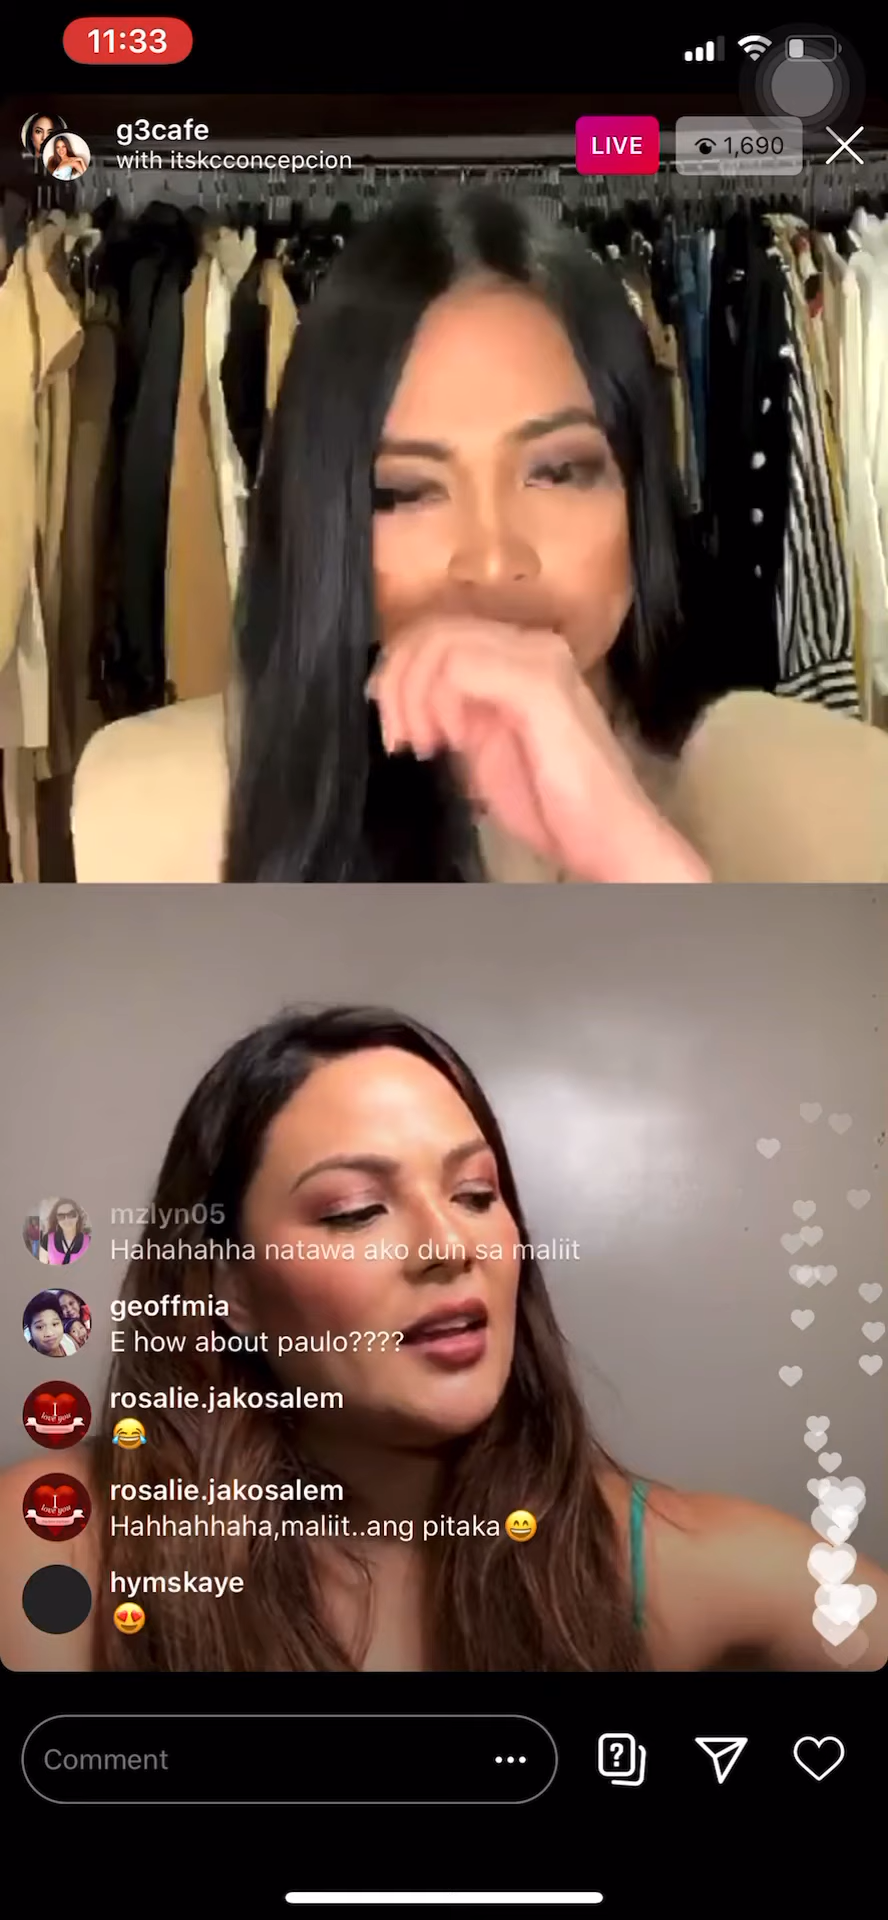 11:33
g3cafe
with itskcconcepcion
LIVE
1,690
mzlyn05
Hahahahha natawa ako dun sa maliit
geoffmia
E how about paulo????
rosalie.jakosalem
😂
rosalie.jakosalem
Hahhahhaha,maliit..ang pitaka😄
hymskaye
😍
Comment